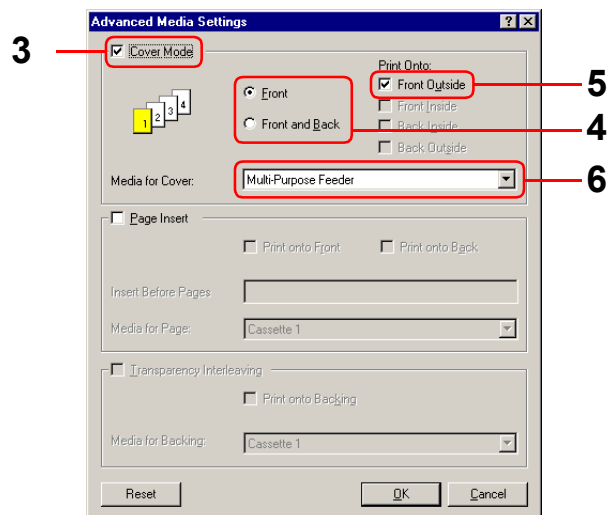 Advanced Media Settings
3
Cover Mode
Print Onto:
Front
Front Outside
5
Front Inside
Front and Back
4
Back Inside
Back Outside
1 2 3 4
Media for Cover:
Multi-Purpose Feeder
6
Page Insert
Print onto Front
Print onto Back
Insert Before Pages
Media for Page:
Cassette 1
Transparency Interleaving
Print onto Backing
Media for Backing:
Cassette 1
Reset
OK
Cancel